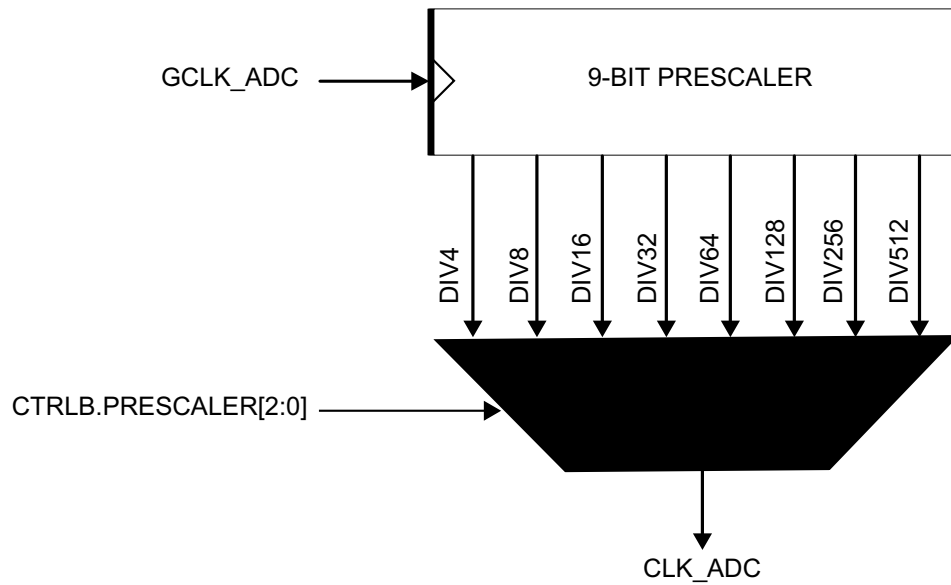 GCLK_ADC
9-BIT PRESCALER
DIV4
DIV8
DIV16
DIV32
DIV64
DIV128
DIV256
DIV512
CTRLB.PRESCALER[2:0]
CLK_ADC